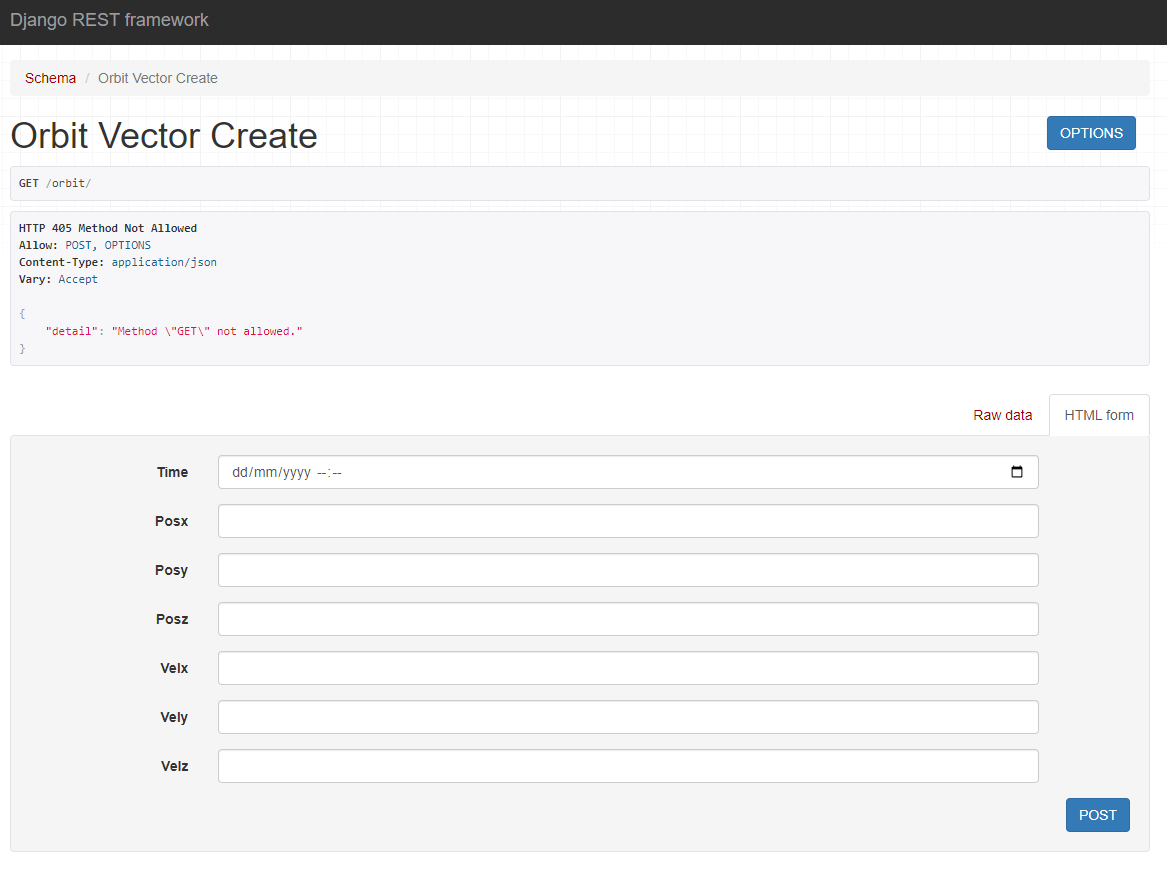 Django REST framework
Schema / Orbit Vector Create
Orbit Vector Create
OPTIONS
GET /orbit/
HTTP 405 Method Not Allowed
Allow: POST, OPTIONS
Content-Type: application/json
Vary: Accept
{
    "detail": "Method \"GET\" not allowed."
}
Raw data
HTML form
Time dd/mm/yyyy --:--
Posx
Posy
Posz
Velx
Vely
Velz
POST